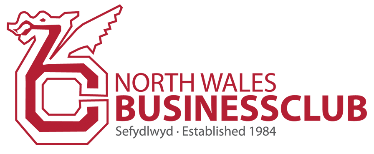 NORTH WALES
BUSINESSCLUB
Sefydlwyd · Established 1984